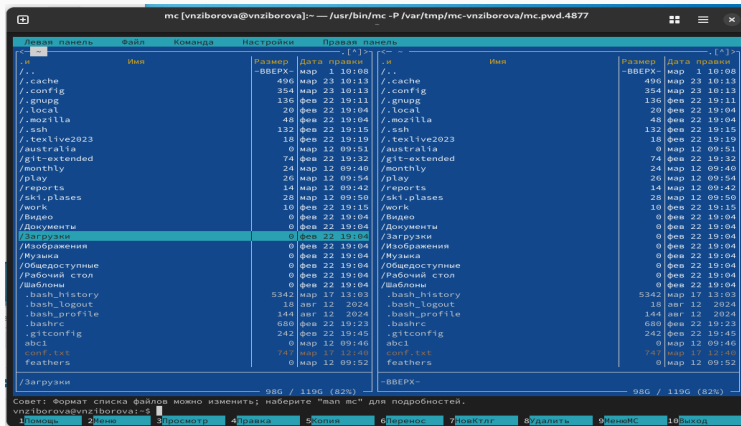 mc [vnziborova@vnziborova]:~ — /usr/bin/mc -P /var/tmp/mc-vnziborova/mc.pwd.4877
Левая панель Файл Команда Настройки Правая панель
<- ~ .[^]> <- ~ .[^]>
.и Имя Размер Дата правки .и Имя Размер Дата правки
/.. -ВВЕРХ- мар 1 10:08 /.. -ВВЕРХ- мар 1 10:08
/.cache 496 мар 23 10:13 /.cache 496 мар 23 10:13
/.config 354 мар 23 10:13 /.config 354 мар 23 10:13
/.gnupg 136 фев 22 19:11 /.gnupg 136 фев 22 19:11
/.local 20 фев 22 19:04 /.local 20 фев 22 19:04
/.mozilla 48 фев 22 19:04 /.mozilla 48 фев 22 19:04
/.ssh 132 фев 22 19:15 /.ssh 132 фев 22 19:15
/.texlive2023 18 фев 22 19:19 /.texlive2023 18 фев 22 19:19
/australia 0 мар 12 09:51 /australia 0 мар 12 09:51
/git-extended 74 фев 22 19:32 /git-extended 74 фев 22 19:32
/monthly 24 мар 12 09:40 /monthly 24 мар 12 09:40
/play 26 мар 12 09:54 /play 26 мар 12 09:54
/reports 14 мар 12 09:42 /reports 14 мар 12 09:42
/ski.plases 28 мар 12 09:50 /ski.plases 28 мар 12 09:50
/work 10 фев 22 19:15 /work 10 фев 22 19:15
/Видео 0 фев 22 19:04 /Видео 0 фев 22 19:04
/Документы 0 фев 22 19:04 /Документы 0 фев 22 19:04
/Загрузки 0 фев 22 19:04 /Загрузки 0 фев 22 19:04
/Изображения 0 фев 22 19:04 /Изображения 0 фев 22 19:04
/Музыка 0 фев 22 19:04 /Музыка 0 фев 22 19:04
/Общедоступные 0 фев 22 19:04 /Общедоступные 0 фев 22 19:04
/Рабочий стол 0 фев 22 19:04 /Рабочий стол 0 фев 22 19:04
/Шаблоны 0 фев 22 19:04 /Шаблоны 0 фев 22 19:04
.bash_history 5342 мар 17 13:03 .bash_history 5342 мар 17 13:03
.bash_logout 18 авг 12 2024 .bash_logout 18 авг 12 2024
.bash_profile 144 авг 12 2024 .bash_profile 144 авг 12 2024
.bashrc 680 фев 22 19:23 .bashrc 680 фев 22 19:23
.gitconfig 242 фев 22 19:45 .gitconfig 242 фев 22 19:45
abc1 0 мар 12 09:46 abc1 0 мар 12 09:46
conf.txt 747 мар 17 12:40 conf.txt 747 мар 17 12:40
feathers 0 мар 12 09:52 feathers 0 мар 12 09:52
/Загрузки -ВВЕРХ-
98G / 119G (82%) 98G / 119G (82%)
Совет: Формат списка файлов можно изменить; наберите "man mc" для подробностей.
vnziborova@vnziborova:~$
1Помощь 2Меню 3Просмотр 4Правка 5Копия 6Перенос 7НовКтлг 8Удалить 9МенюMC 10Выход